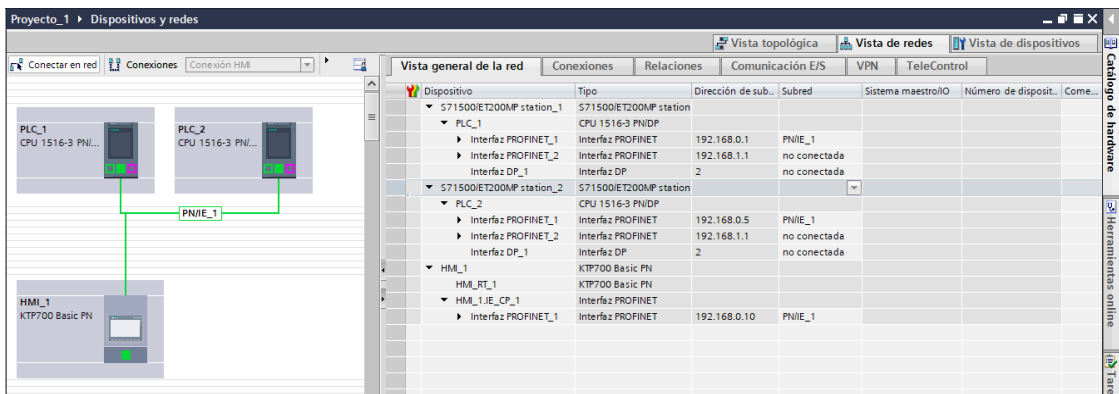 Proyecto_1 ▸ Dispositivos y redes
Vista topológica Vista de redes Vista de dispositivos
Conectar en red Conexiones Conexión HMI
Vista general de la red Conexiones Relaciones Comunicación E/S VPN TeleControl
Dispositivo Tipo Dirección de sub.. Subred Sistema maestro/IO Número de disposit.. Come...
S71500/ET200MP station_1 S71500/ET200MP station
PLC_1 CPU 1516-3 PN/DP
Interfaz PROFINET_1 Interfaz PROFINET 192.168.0.1 PN/IE_1
Interfaz PROFINET_2 Interfaz PROFINET 192.168.1.1 no conectada
Interfaz DP_1 Interfaz DP 2 no conectada
S71500/ET200MP station_2 S71500/ET200MP station
PLC_2 CPU 1516-3 PN/DP
Interfaz PROFINET_1 Interfaz PROFINET 192.168.0.5 PN/IE_1
Interfaz PROFINET_2 Interfaz PROFINET 192.168.1.1 no conectada
Interfaz DP_1 Interfaz DP 2 no conectada
HMI_1 KTP700 Basic PN
HMI_RT_1 KTP700 Basic PN
HMI_1.IE_CP_1 Interfaz PROFINET
Interfaz PROFINET_1 Interfaz PROFINET 192.168.0.10 PN/IE_1
PLC_1
CPU 1516-3 PN/...
PLC_2
CPU 1516-3 PN/...
PN/IE_1
HMI_1
KTP700 Basic PN
Catálogo de hardware
Herramientas online
Tare